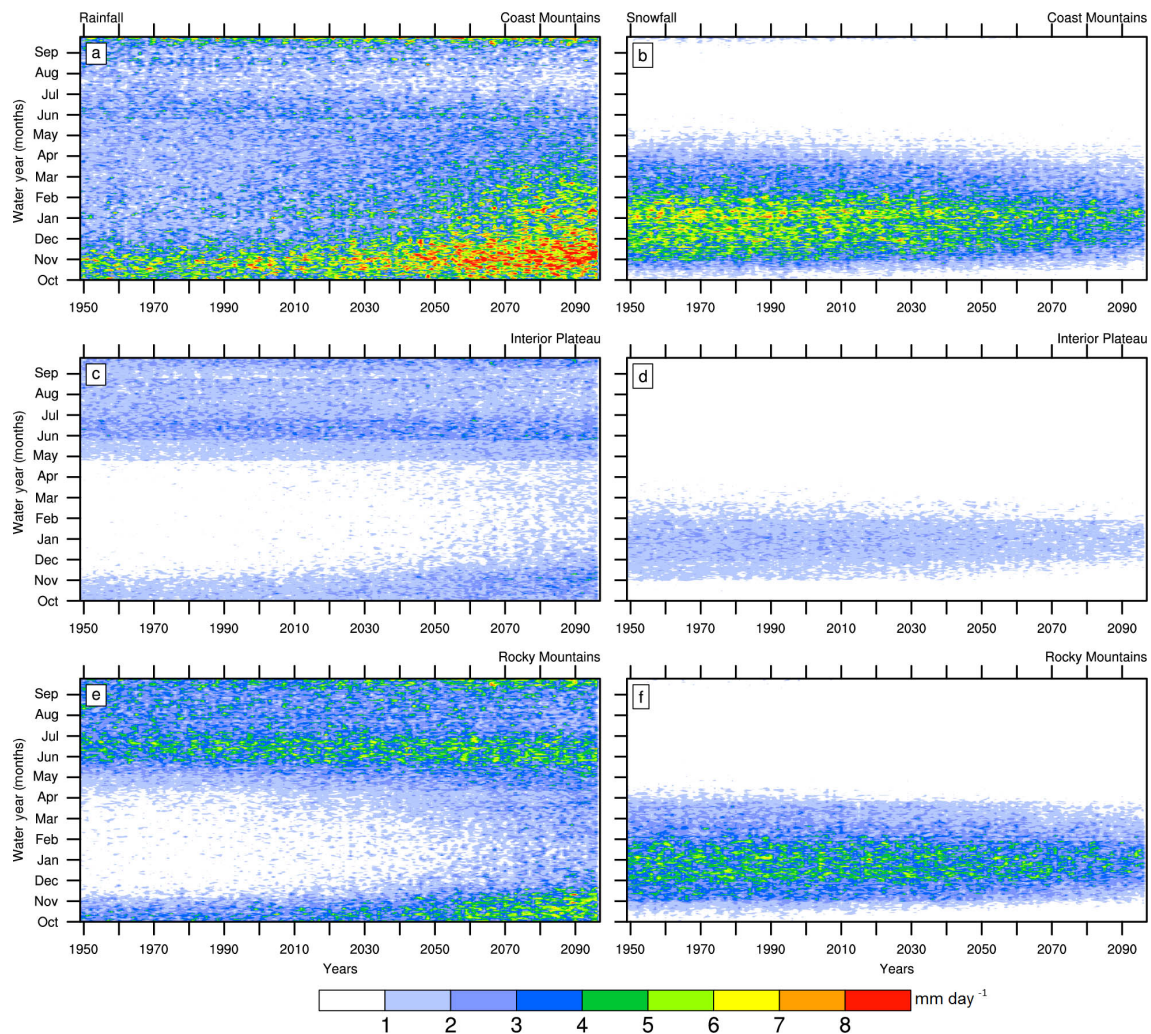 Rainfall Coast Mountains Snowfall Coast Mountains
a b
Water year (months)
Sep
Aug
Jul
Jun
May
Apr
Mar
Feb
Jan
Dec
Nov
Oct
1950 1970 1990 2010 2030 2050 2070 2090 1950 1970 1990 2010 2030 2050 2070 2090
Interior Plateau Interior Plateau
c d
Water year (months)
Sep
Aug
Jul
Jun
May
Apr
Mar
Feb
Jan
Dec
Nov
Oct
1950 1970 1990 2010 2030 2050 2070 2090 1950 1970 1990 2010 2030 2050 2070 2090
Rocky Mountains Rocky Mountains
e f
Water year (months)
Sep
Aug
Jul
Jun
May
Apr
Mar
Feb
Jan
Dec
Nov
Oct
1950 1970 1990 2010 2030 2050 2070 2090 1950 1970 1990 2010 2030 2050 2070 2090
Years Years
mm day -1
1 2 3 4 5 6 7 8